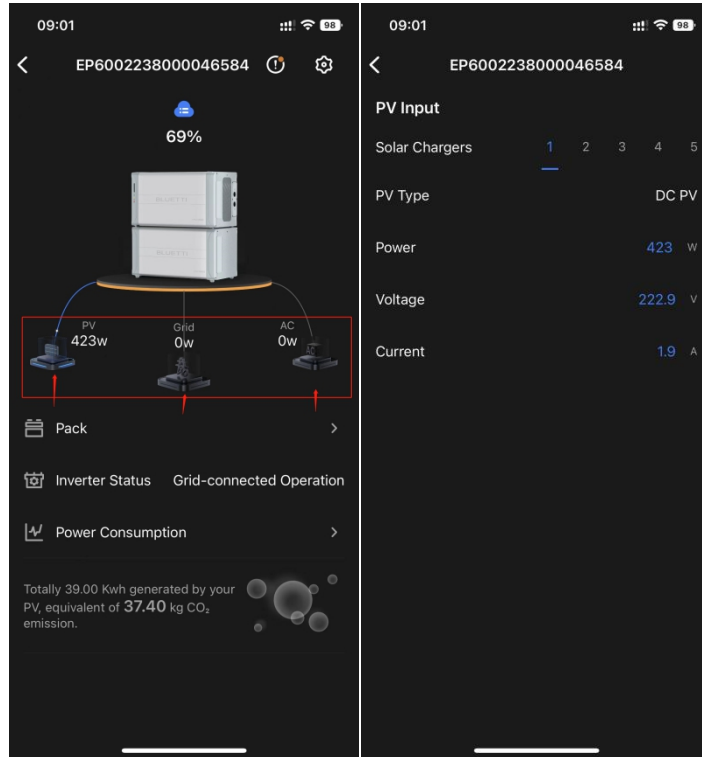 09:01
98
EP6002238000046584
69%
BLUETTI
BLUETTI
PV
423w
Grid
0w
AC
0w
AC
Pack
Inverter Status Grid-connected Operation
Power Consumption
Totally 39.00 Kwh generated by your
PV, equivalent of 37.40 kg CO₂
emission.
09:01
98
EP6002238000046584
PV Input
Solar Chargers 1 2 3 4 5
PV Type DC PV
Power 423 W
Voltage 222.9 V
Current 1.9 A